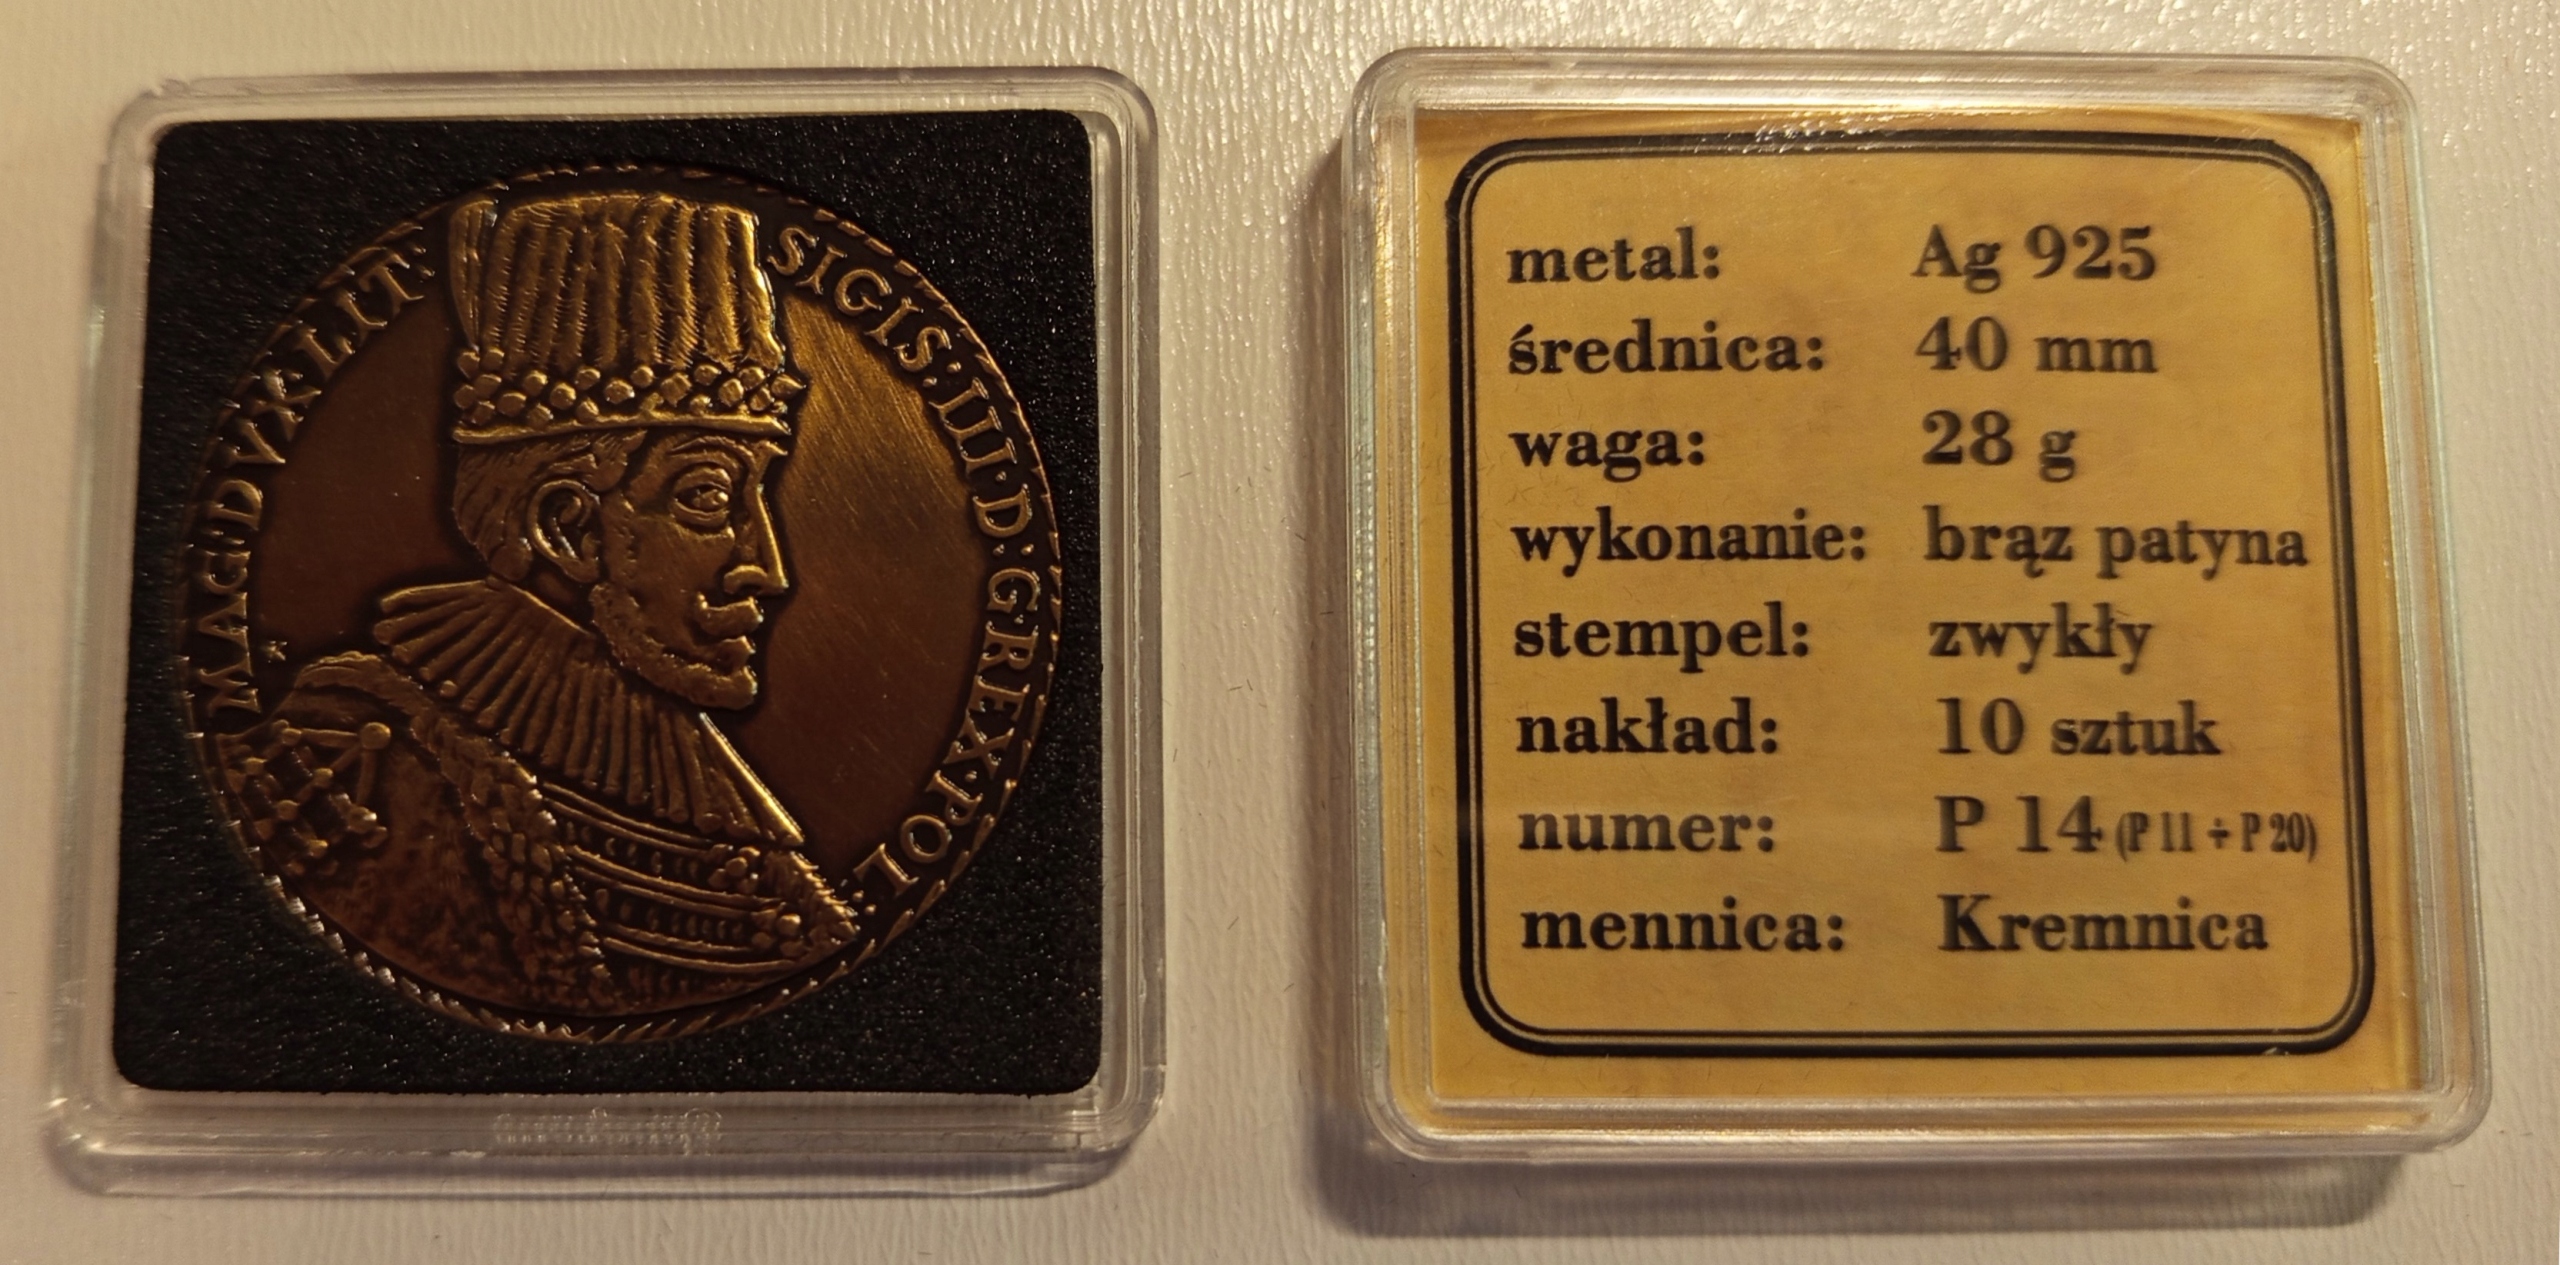 SIGIS:III·D:G:REX·POL:
MAG·DVX·LIT:
metal: Ag 925
średnica: 40 mm
waga: 28 g
wykonanie: brąz patyna
stempel: zwykły
nakład: 10 sztuk
numer: P 14 (P 11 ÷ P 20)
mennica: Kremnica